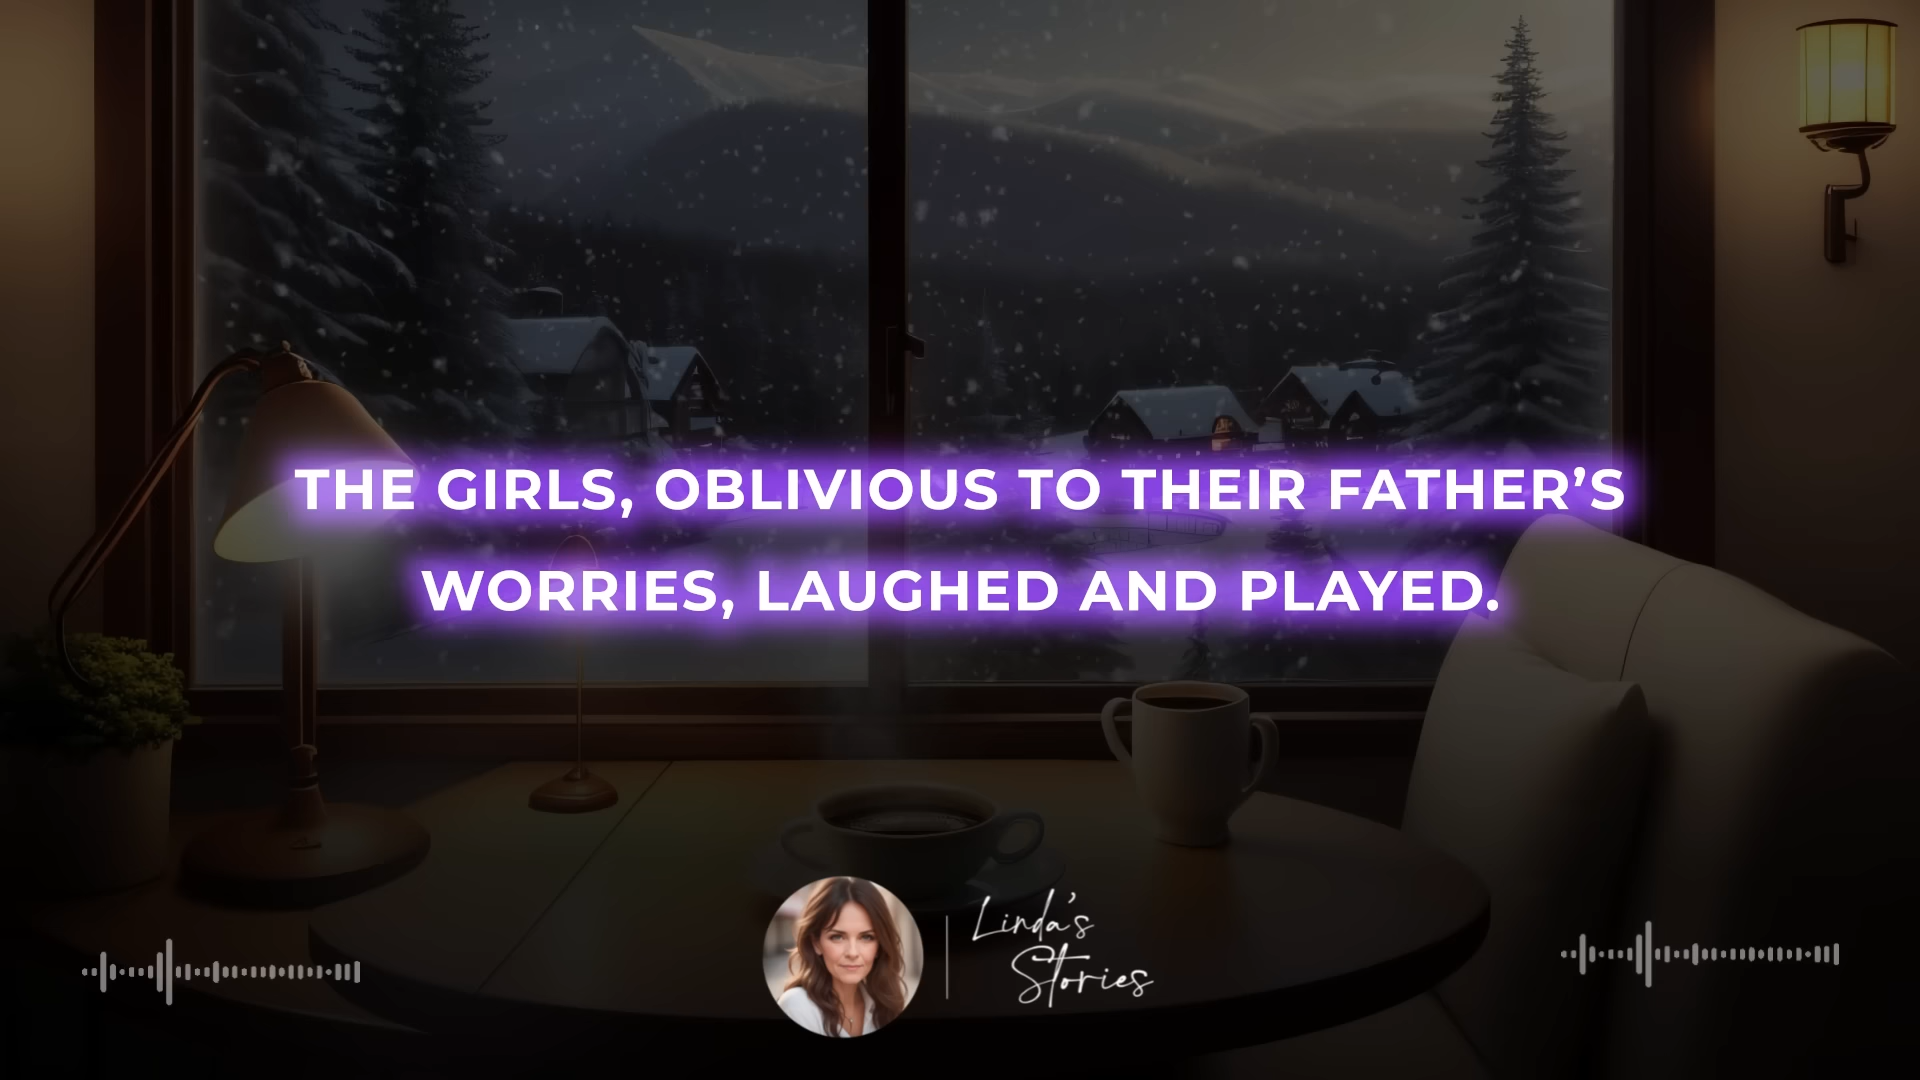 THE GIRLS, OBLIVIOUS TO THEIR FATHER’S
WORRIES, LAUGHED AND PLAYED.
Linda’s
Stories